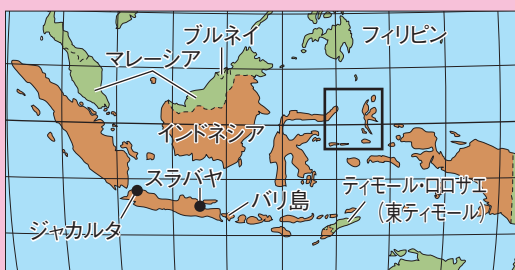 ブルネイ
フィリピン
マレーシア
インドネシア
スラバヤ
バリ島
ティモール・ロロサエ
(東ティモール)
ジャカルタ